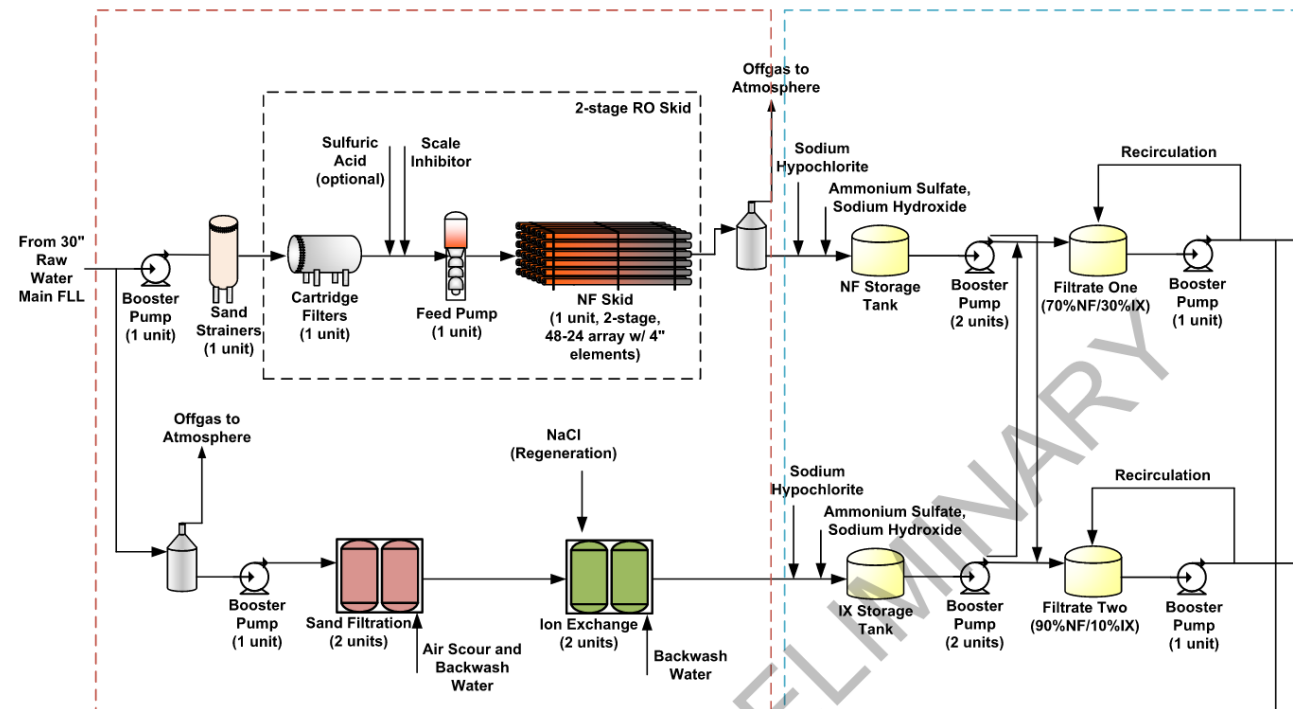 Offgas to
Atmosphere
2-stage RO Skid
Sulfuric
Acid
(optional)
Scale
Inhibitor
Sodium
Hypochlorite
Ammonium Sulfate,
Sodium Hydroxide
Recirculation
From 30"
Raw
Water
Main FLL
Booster
Pump
(1 unit)
Sand
Strainers
(1 unit)
Cartridge
Filters
(1 unit)
Feed Pump
(1 unit)
NF Skid
(1 unit, 2-stage,
48-24 array w/ 4"
elements)
NF Storage
Tank
Booster
Pump
(2 units)
Filtrate One
(70%NF/30%IX)
Booster
Pump
(1 unit)
Offgas to
Atmosphere
NaCl
(Regeneration)
Sodium
Hypochlorite
Ammonium Sulfate,
Sodium Hydroxide
Recirculation
Booster
Pump
(1 unit)
Sand Filtration
(2 units)
Air Scour and
Backwash
Water
Ion Exchange
(2 units)
Backwash
Water
IX Storage
Tank
Booster
Pump
(2 units)
Filtrate Two
(90%NF/10%IX)
Booster
Pump
(1 unit)
ELIMINARY